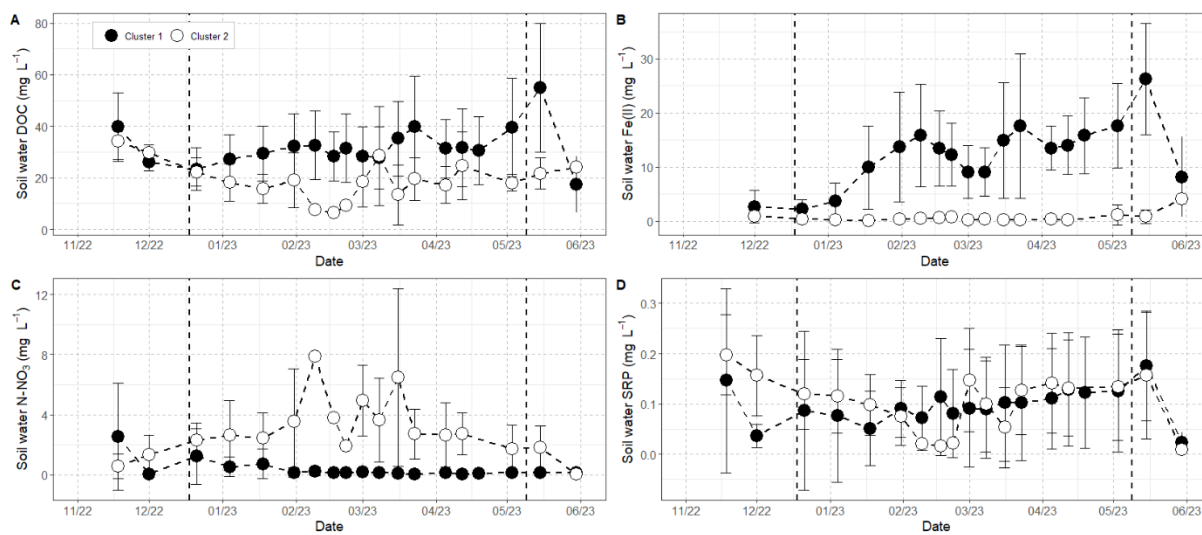 A
Cluster 1
Cluster 2
Soil water DOC (mg L⁻¹)
80
60
40
20
0
11/22 12/22 01/23 02/23 03/23 04/23 05/23 06/23
Date
B
Soil water Fe(II) (mg L⁻¹)
30
20
10
0
11/22 12/22 01/23 02/23 03/23 04/23 05/23 06/23
Date
C
Soil water N-NO₃ (mg L⁻¹)
12
8
4
0
11/22 12/22 01/23 02/23 03/23 04/23 05/23 06/23
Date
D
Soil water SRP (mg L⁻¹)
0.3
0.2
0.1
0.0
11/22 12/22 01/23 02/23 03/23 04/23 05/23 06/23
Date